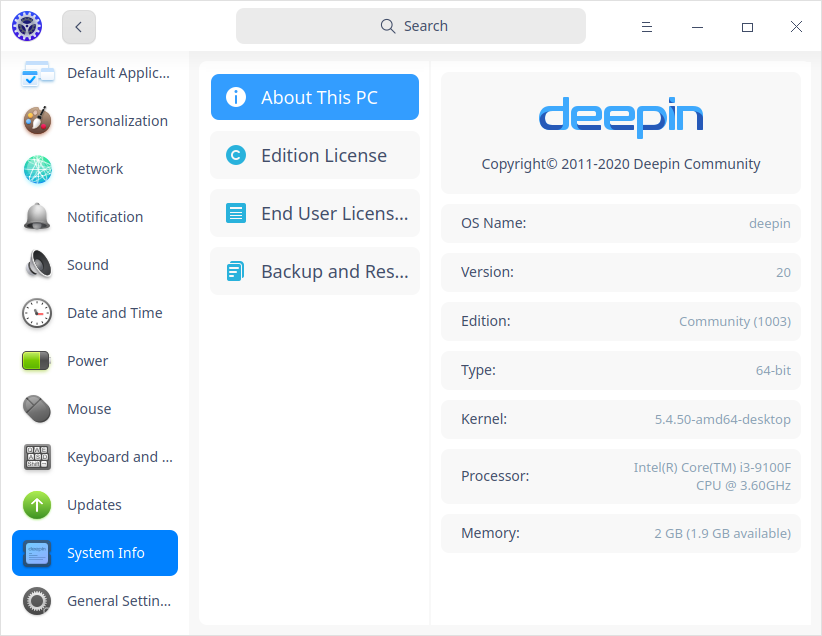 Search
Default Applic...
Personalization
Network
Notification
Sound
Date and Time
Power
Mouse
Keyboard and ...
Updates
System Info
General Settin...
About This PC
Edition License
End User Licens...
Backup and Res...
deepin
Copyright© 2011-2020 Deepin Community
OS Name: deepin
Version: 20
Edition: Community (1003)
Type: 64-bit
Kernel: 5.4.50-amd64-desktop
Processor: Intel(R) Core(TM) i3-9100F
CPU @ 3.60GHz
Memory: 2 GB (1.9 GB available)